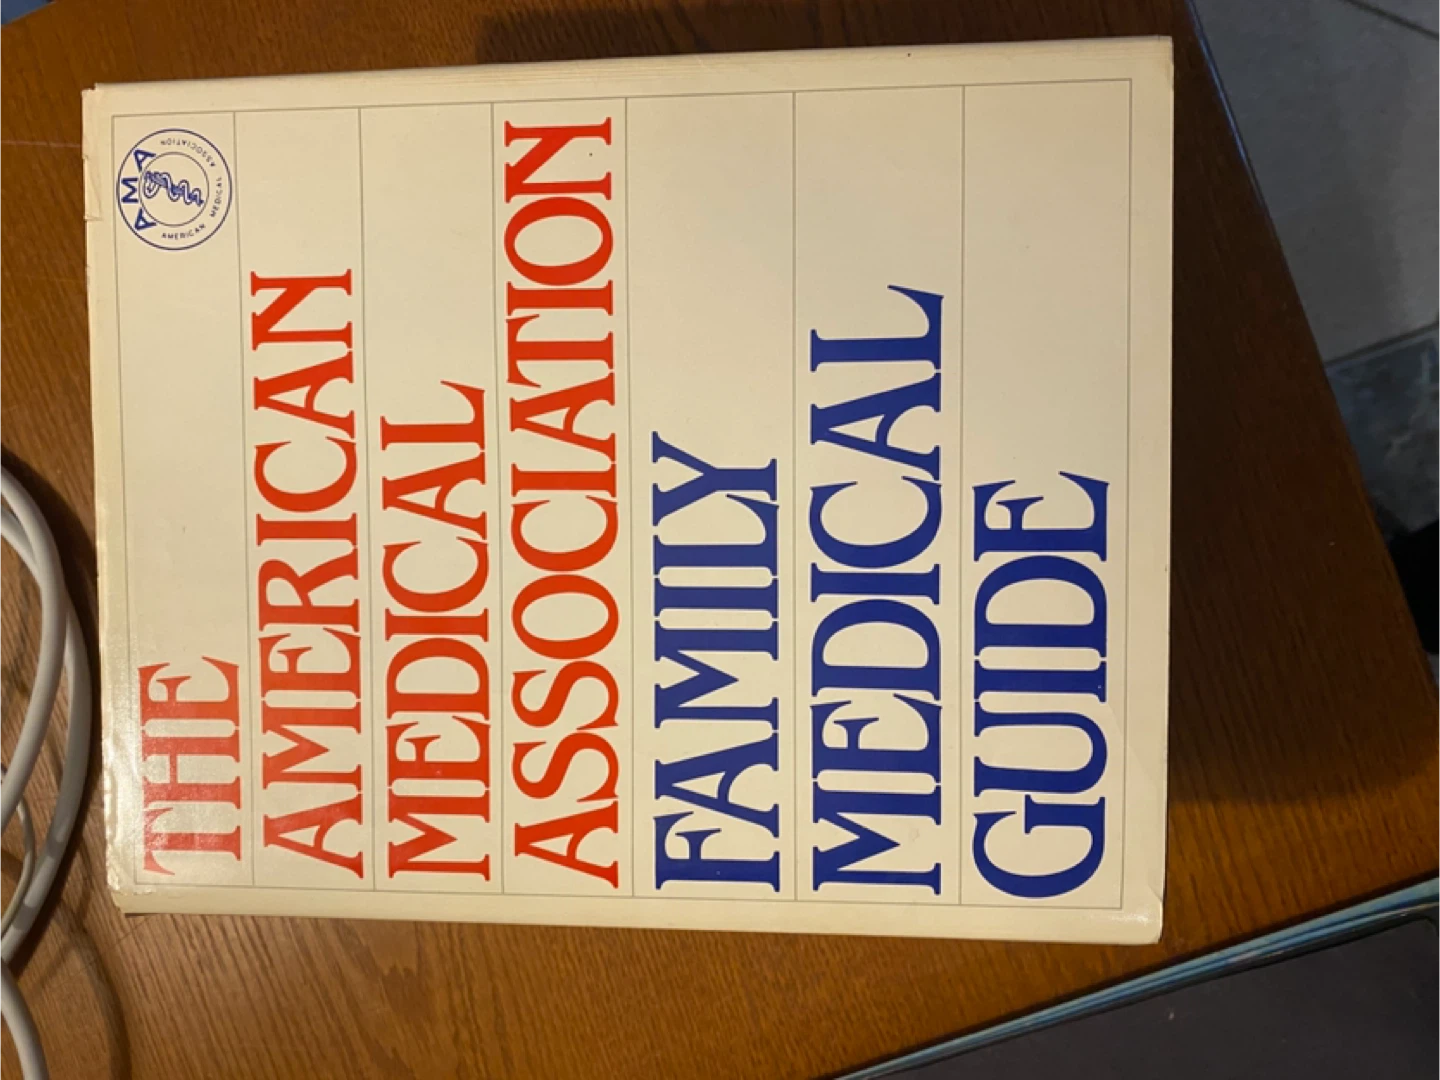 AMA
AMERICAN MEDICAL ASSOCIATION
THE
AMERICAN
MEDICAL
ASSOCIATION
FAMILY
MEDICAL
GUIDE